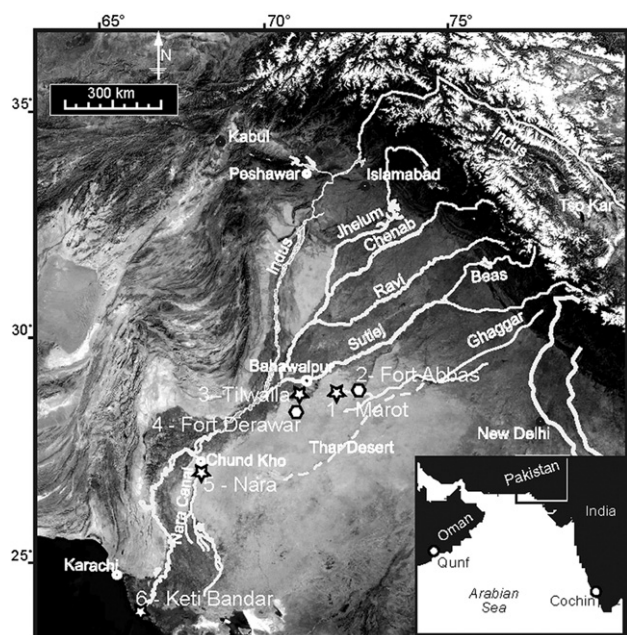 65°
70°
75°
N
300 km
35°
Kabul
Peshawar
Islamabad
Indus
Tso Kar
Jhelum
Chenab
Indus
Ravi
Beas
30°
Sutlej
Ghaggar
Bahawalpur
2- Fort Abbas
3- Tilwalla
1 - Marot
4 - Fort Derawar
New Delhi
Thar Desert
Chund Kho
5 - Nara
Nara Canal
Pakistan
India
Oman
25°
Karachi
Qunf
6 - Keti Bandar
Arabian
Sea
Cochin